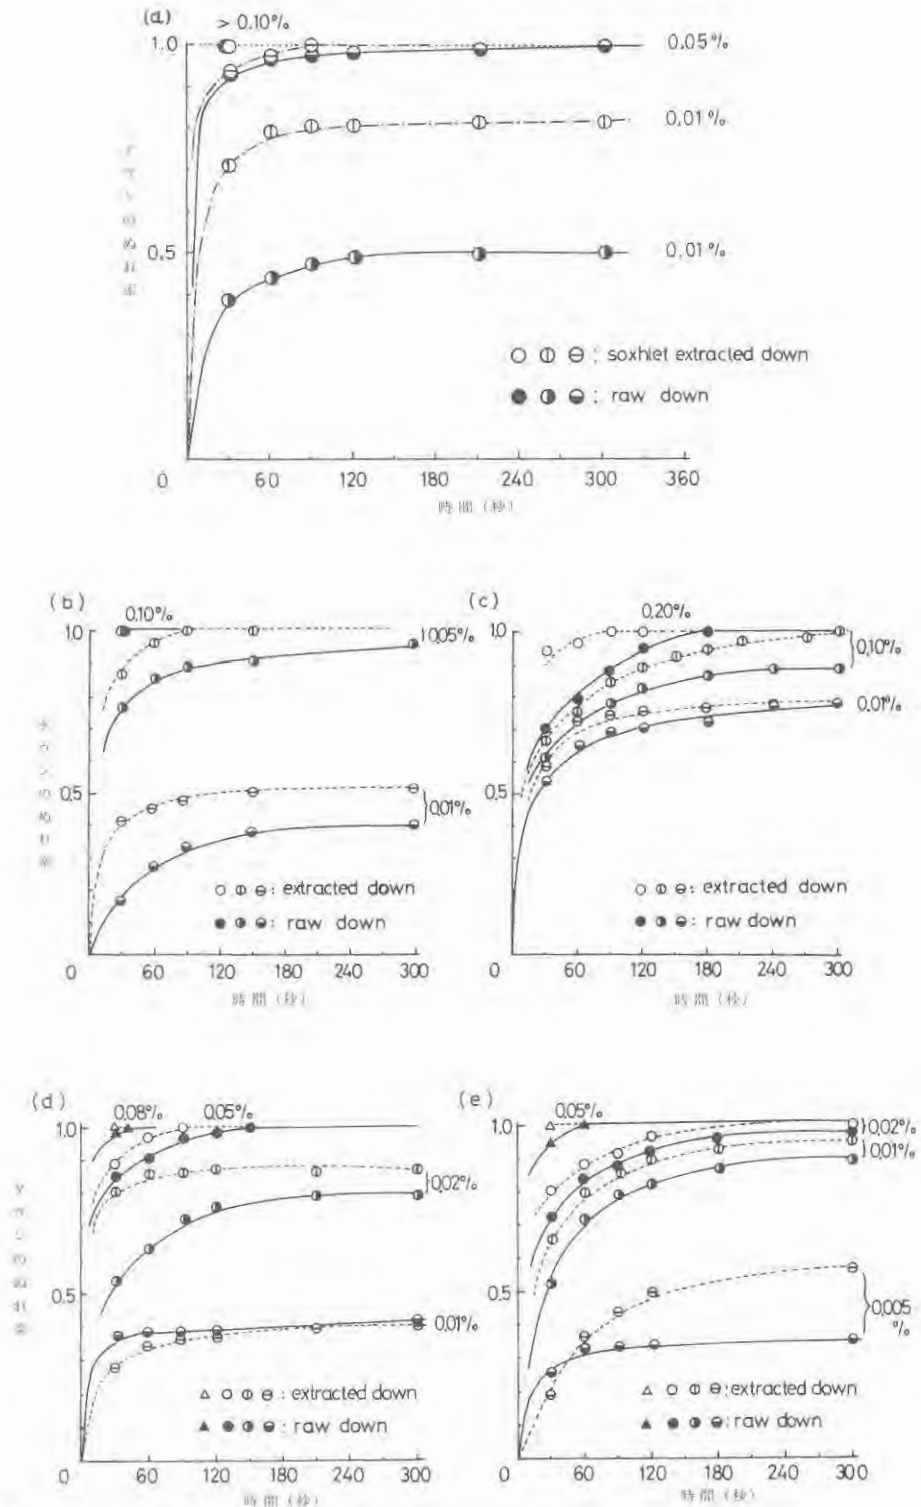 (a)
> 0.10%
1.0
0.05%
0.01%
0.5
0.01%
: soxhlet extracted down
: raw down
0
0 60 120 180 240 300 360
時間(秒)
(b)
0.10%
1.0
0.05%
0.5
0.01%
: extracted down
: raw down
0 60 120 180 240 300
時間(秒)
(c)
0.20%
1.0
0.10%
0.01%
0.5
: extracted down
: raw down
0 60 120 180 240 300
時間(秒)
(d)
0.08% 0.05%
1.0
0.02%
0.5
0.01%
: extracted down
: raw down
0 60 120 180 240 300
時間(秒)
(e)
0.05%
1.0
0.02%
0.01%
0.5
0.005
%
: extracted down
: raw down
0 60 120 180 240 300
時間(秒)